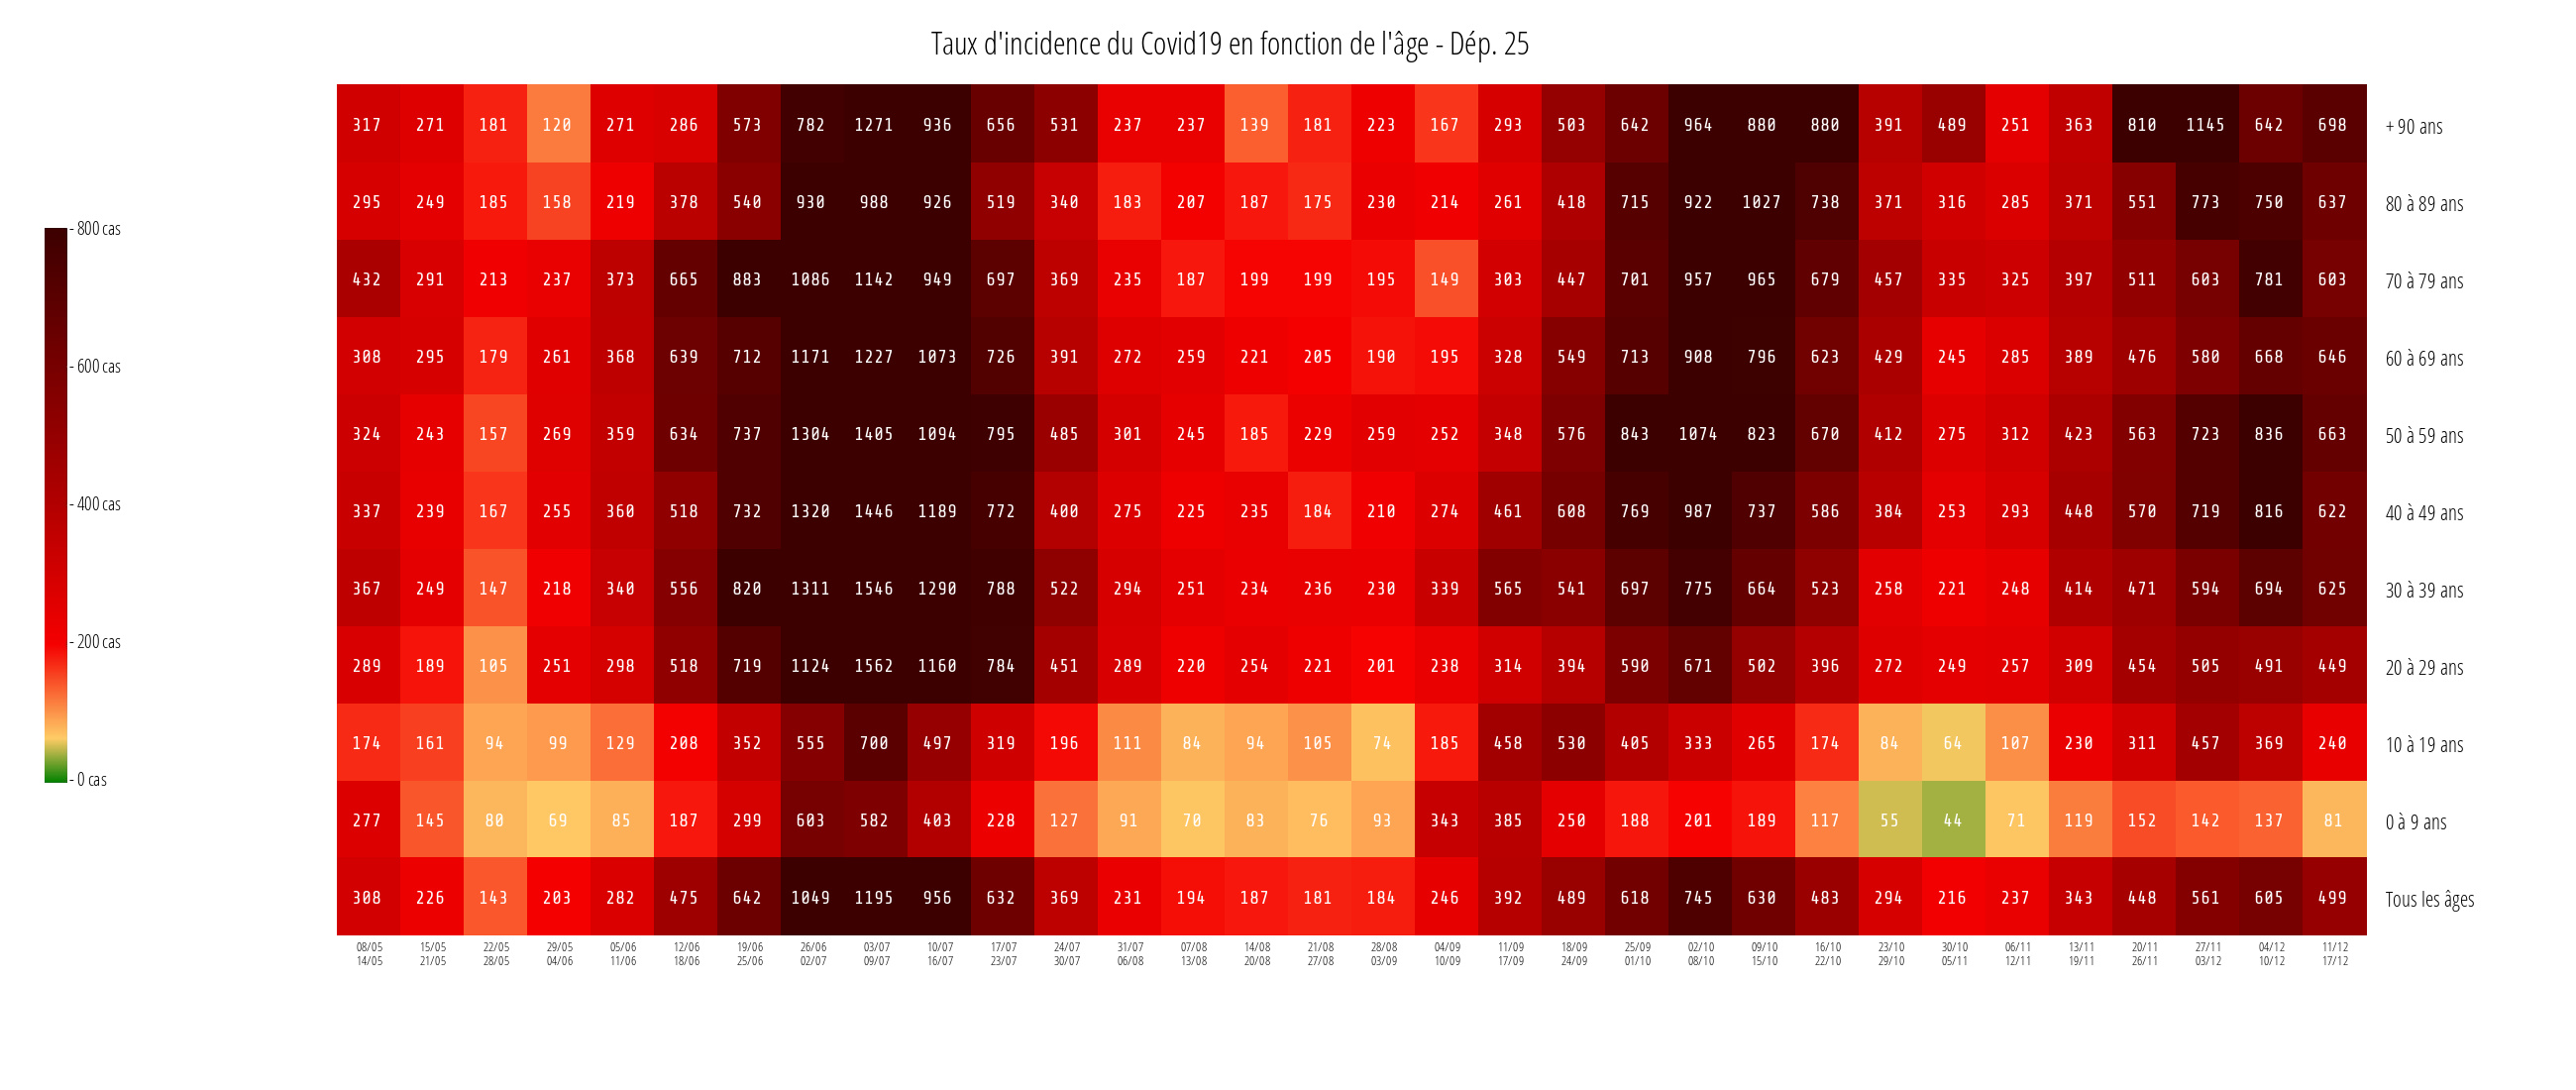 Taux d'incidence du Covid19 en fonction de l'âge - Dép. 25
317 271 181 120 271 286 573 782 1271 936 656 531 237 237 139 181 223 167 293 503 642 964 880 880 391 489 251 363 810 1145 642 698 + 90 ans
295 249 185 158 219 378 540 930 988 926 519 340 183 207 187 175 230 214 261 418 715 922 1027 738 371 316 285 371 551 773 750 637 80 à 89 ans
432 291 213 237 373 665 883 1086 1142 949 697 369 235 187 199 199 195 149 303 447 701 957 965 679 457 335 325 397 511 603 781 603 70 à 79 ans
308 295 179 261 368 639 712 1171 1227 1073 726 391 272 259 221 205 190 195 328 549 713 908 796 623 429 245 285 389 476 580 668 646 60 à 69 ans
324 243 157 269 359 634 737 1304 1405 1094 795 485 301 245 185 229 259 252 348 576 843 1074 823 670 412 275 312 423 563 723 836 663 50 à 59 ans
337 239 167 255 360 518 732 1320 1446 1189 772 400 275 225 235 184 210 274 461 608 769 987 737 586 384 253 293 448 570 719 816 622 40 à 49 ans
367 249 147 218 340 556 820 1311 1546 1290 788 522 294 251 234 236 230 339 565 541 697 775 664 523 258 221 248 414 471 594 694 625 30 à 39 ans
289 189 105 251 298 518 719 1124 1562 1160 784 451 289 220 254 221 201 238 314 394 590 671 502 396 272 249 257 309 454 505 491 449 20 à 29 ans
174 161 94 99 129 208 352 555 700 497 319 196 111 84 94 105 74 185 458 530 405 333 265 174 84 64 107 230 311 457 369 240 10 à 19 ans
277 145 80 69 85 187 299 603 582 403 228 127 91 70 83 76 93 343 385 250 188 201 189 117 55 44 71 119 152 142 137 81 0 à 9 ans
308 226 143 203 282 475 642 1049 1195 956 632 369 231 194 187 181 184 246 392 489 618 745 630 483 294 216 237 343 448 561 605 499 Tous les âges
08/05 15/05 22/05 29/05 05/06 12/06 19/06 26/06 03/07 10/07 17/07 24/07 31/07 07/08 14/08 21/08 28/08 04/09 11/09 18/09 25/09 02/10 09/10 16/10 23/10 30/10 06/11 13/11 20/11 27/11 04/12 11/12
14/05 21/05 28/05 04/06 11/06 18/06 25/06 02/07 09/07 16/07 23/07 30/07 06/08 13/08 20/08 27/08 03/09 10/09 17/09 24/09 01/10 08/10 15/10 22/10 29/10 05/11 12/11 19/11 26/11 03/12 10/12 17/12
- 800 cas
- 600 cas
- 400 cas
- 200 cas
- 0 cas